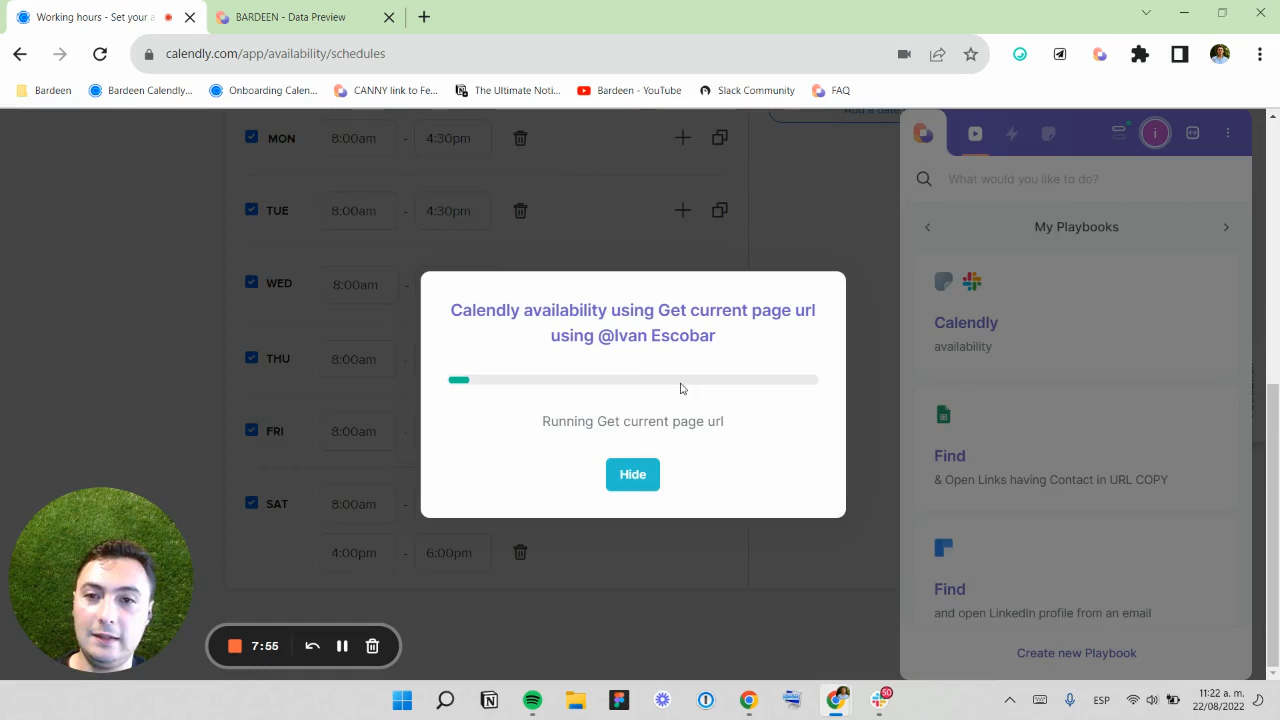 Working hours - Set your a
BARDEEN - Data Preview
calendly.com/app/availability/schedules
Bardeen
Bardeen Calendly...
Onboarding Calen...
CANNY link to Fe...
The Ultimate Noti...
Bardeen - YouTube
Slack Community
FAQ
MON
8:00am - 4:30pm
TUE
8:00am - 4:30pm
WED
8:00am -
THU
8:00am -
FRI
8:00am -
SAT
8:00am -
4:00pm - 6:00pm
Calendly availability using Get current page url
using @Ivan Escobar
Running Get current page url
Hide
i
What would you like to do?
My Playbooks
Calendly
availability
Find
& Open Links having Contact in URL COPY
Find
and open LinkedIn profile from an email
Create new Playbook
7:55
50
ESP
11:22 a. m.
22/08/2022